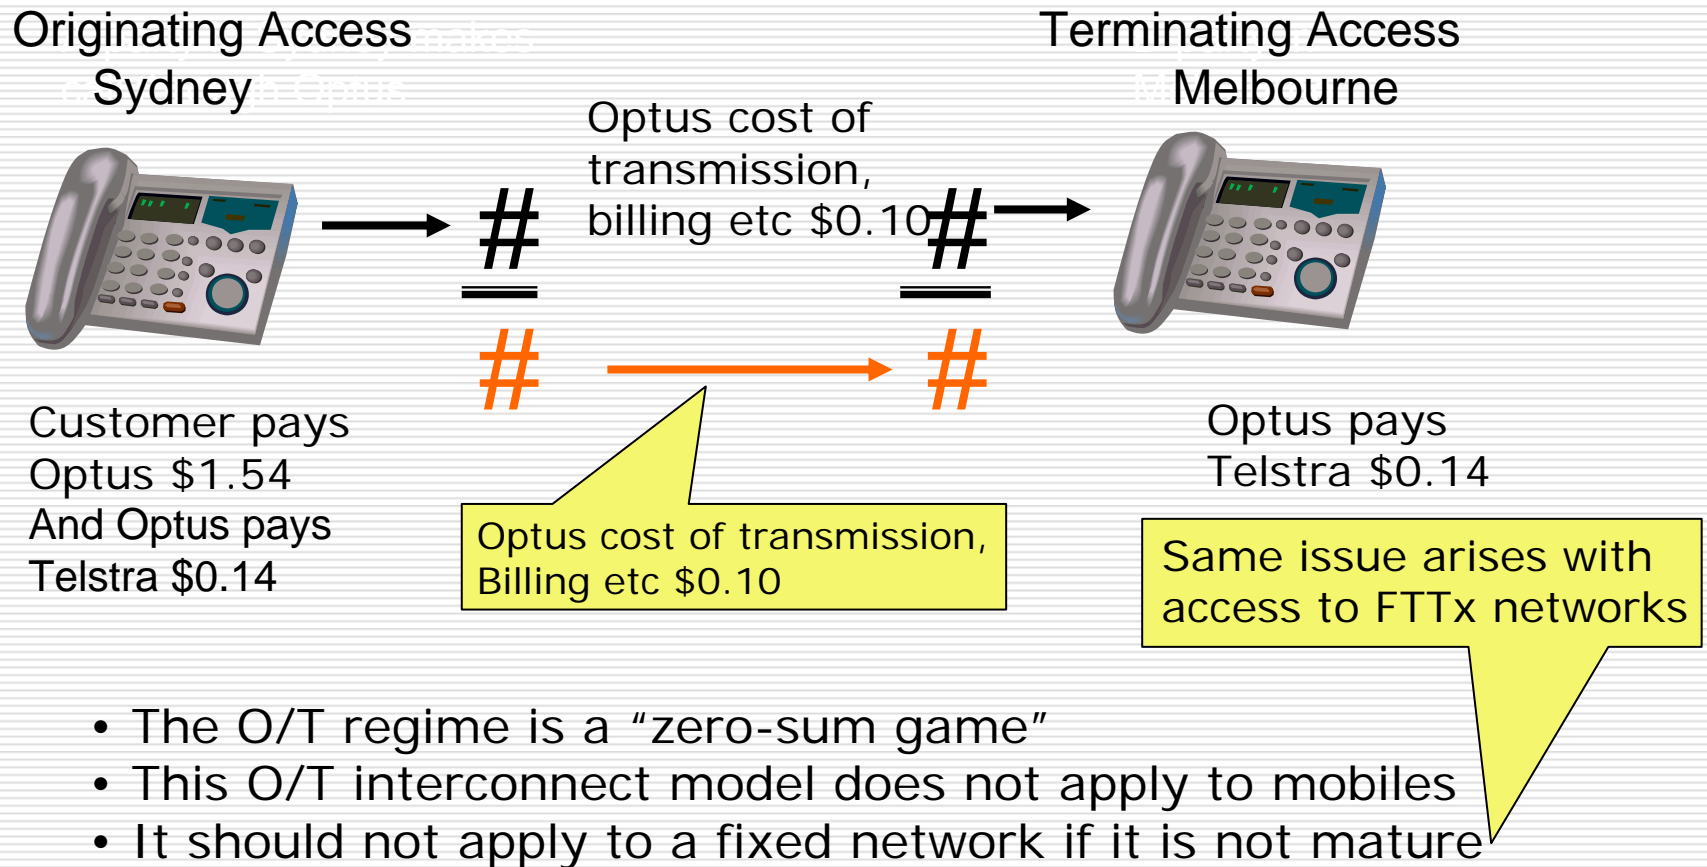 Originating Access
Sydney
Terminating Access
Melbourne
Optus cost of
transmission,
billing etc $0.10
#
#
#
#
Customer pays
Optus $1.54
And Optus pays
Telstra $0.14
Optus cost of transmission,
Billing etc $0.10
Optus pays
Telstra $0.14
Same issue arises with
access to FTTx networks
• The O/T regime is a “zero-sum game”
• This O/T interconnect model does not apply to mobiles
• It should not apply to a fixed network if it is not mature